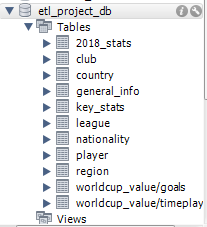 etl_project_db
Tables
2018_stats
club
country
general_info
key_stats
league
nationality
player
region
worldcup_value/goals
worldcup_value/timeplay
Views